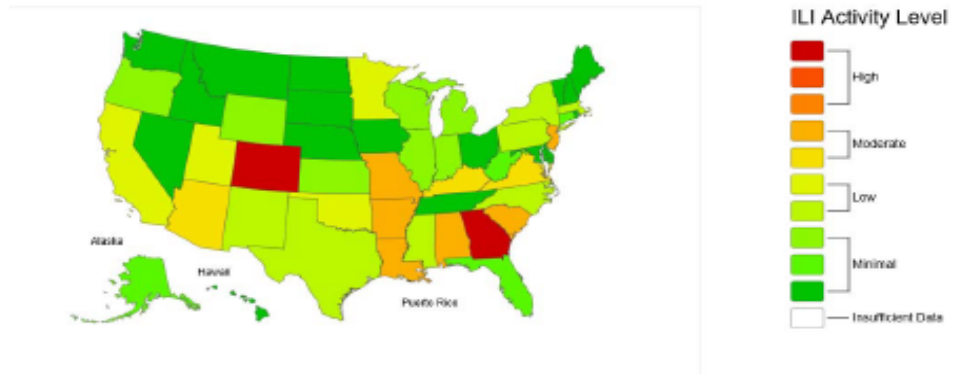 ILI Activity Level
High
Moderate
Low
Minimal
Insufficient Data
Alaska
Hawaii
Puerto Rico